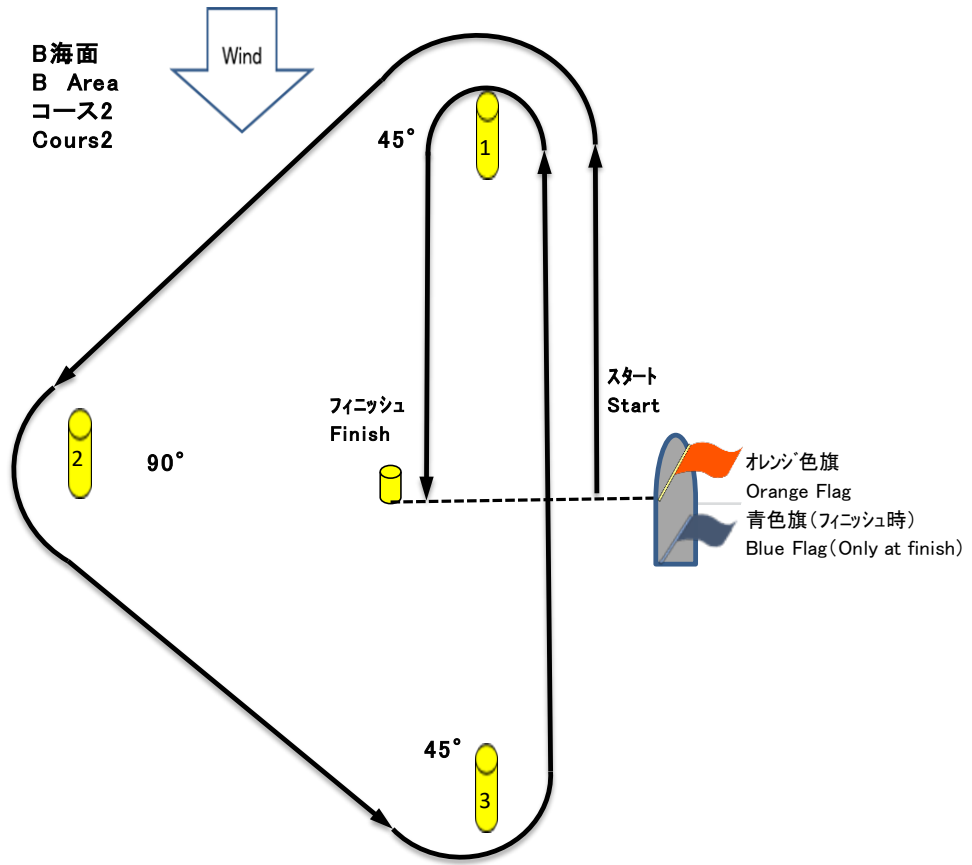 B海面
B Area
コース2
Cours2
Wind
45°
1
スタート
Start
フィニッシュ
Finish
2
90°
オレンジ色旗
Orange Flag
青色旗(フィニッシュ時)
Blue Flag(Only at finish)
45°
3